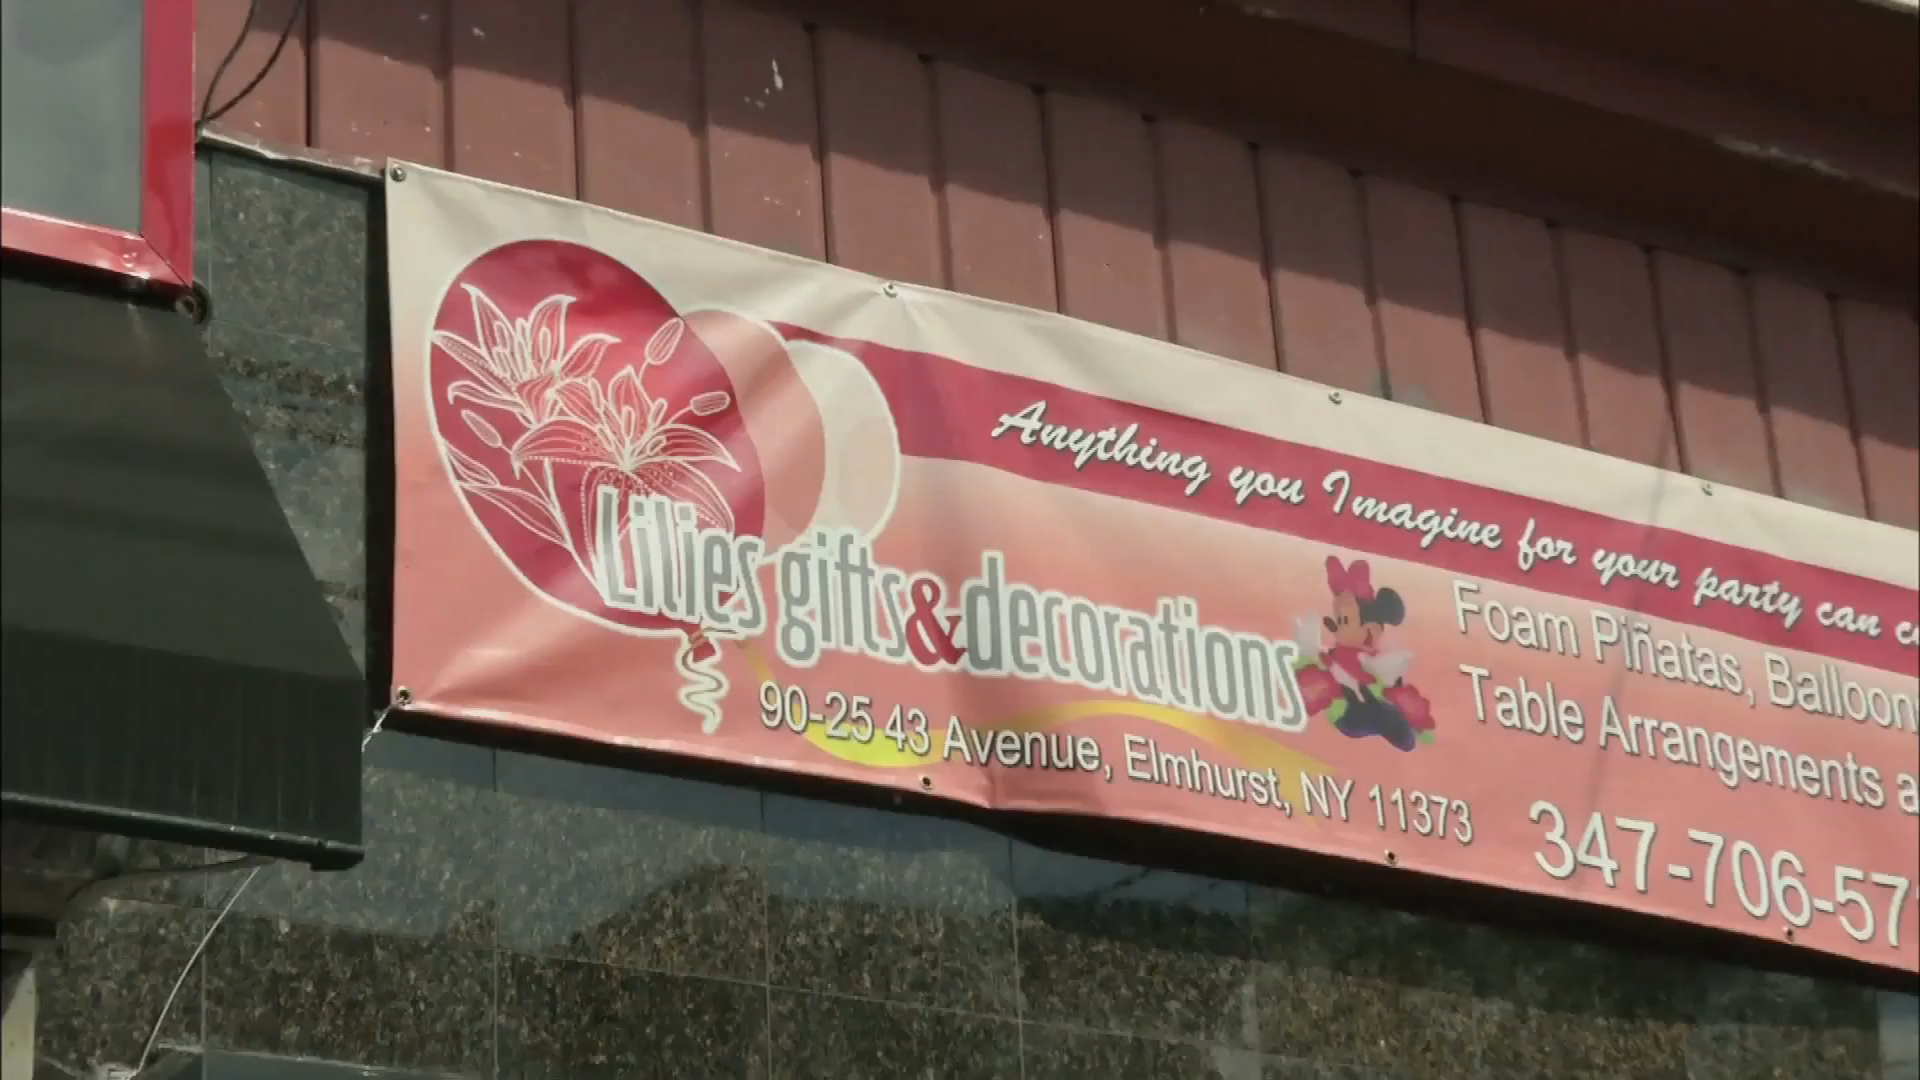 Anything you Imagine for your party can
Lilies gifts & decorations
90-25 43 Avenue, Elmhurst, NY 11373
Foam Piñatas, Balloon
Table Arrangements
347-706-57